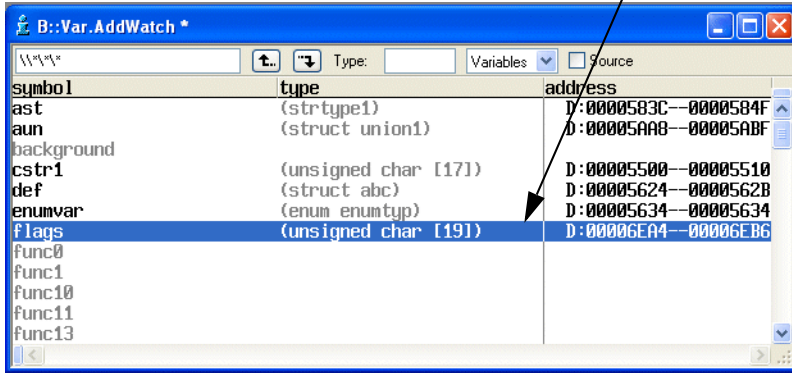 B::Var.AddWatch *
\\*\*\* Type: Variables Source
symbol type address
ast (strtype1) D:0000583C--0000584F
aun (struct union1) D:00005AA8--00005ABF
background
cstr1 (unsigned char [17]) D:00005500--00005510
def (struct abc) D:00005624--0000562B
enumvar (enum enumtyp) D:00005634--00005634
flags (unsigned char [19]) D:00006EA4--00006EB6
func0
func1
func10
func11
func13